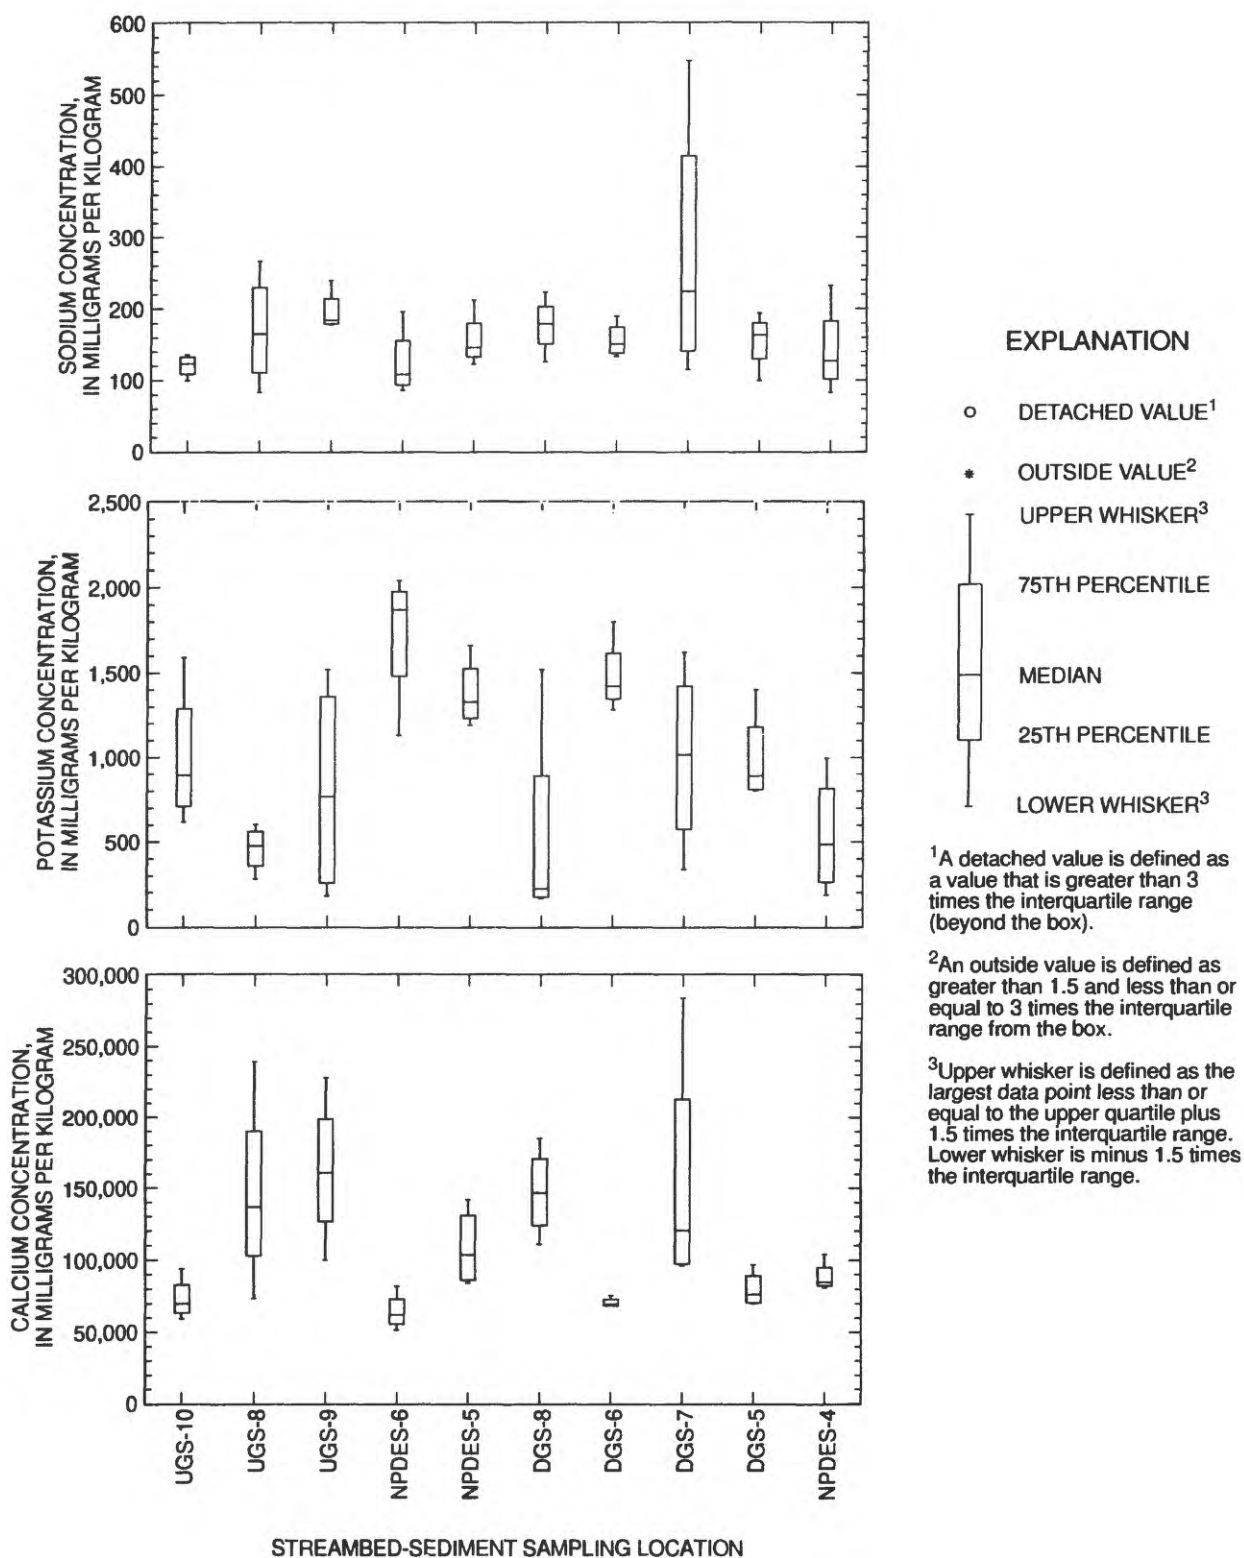 SODIUM CONCENTRATION,
IN MILLIGRAMS PER KILOGRAM
600
500
400
300
200
100
0
POTASSIUM CONCENTRATION,
IN MILLIGRAMS PER KILOGRAM
2,500
2,000
1,500
1,000
500
0
CALCIUM CONCENTRATION,
IN MILLIGRAMS PER KILOGRAM
300,000
250,000
200,000
150,000
100,000
50,000
0
UGS-10
UGS-8
UGS-9
NPDES-6
NPDES-5
DGS-8
DGS-6
DGS-7
DGS-5
NPDES-4
STREAMBED-SEDIMENT SAMPLING LOCATION
EXPLANATION
DETACHED VALUE¹
OUTSIDE VALUE²
UPPER WHISKER³
75TH PERCENTILE
MEDIAN
25TH PERCENTILE
LOWER WHISKER³
¹A detached value is defined as
a value that is greater than 3
times the interquartile range
(beyond the box).
²An outside value is defined as
greater than 1.5 and less than or
equal to 3 times the interquartile
range from the box.
³Upper whisker is defined as the
largest data point less than or
equal to the upper quartile plus
1.5 times the interquartile range.
Lower whisker is minus 1.5 times
the interquartile range.